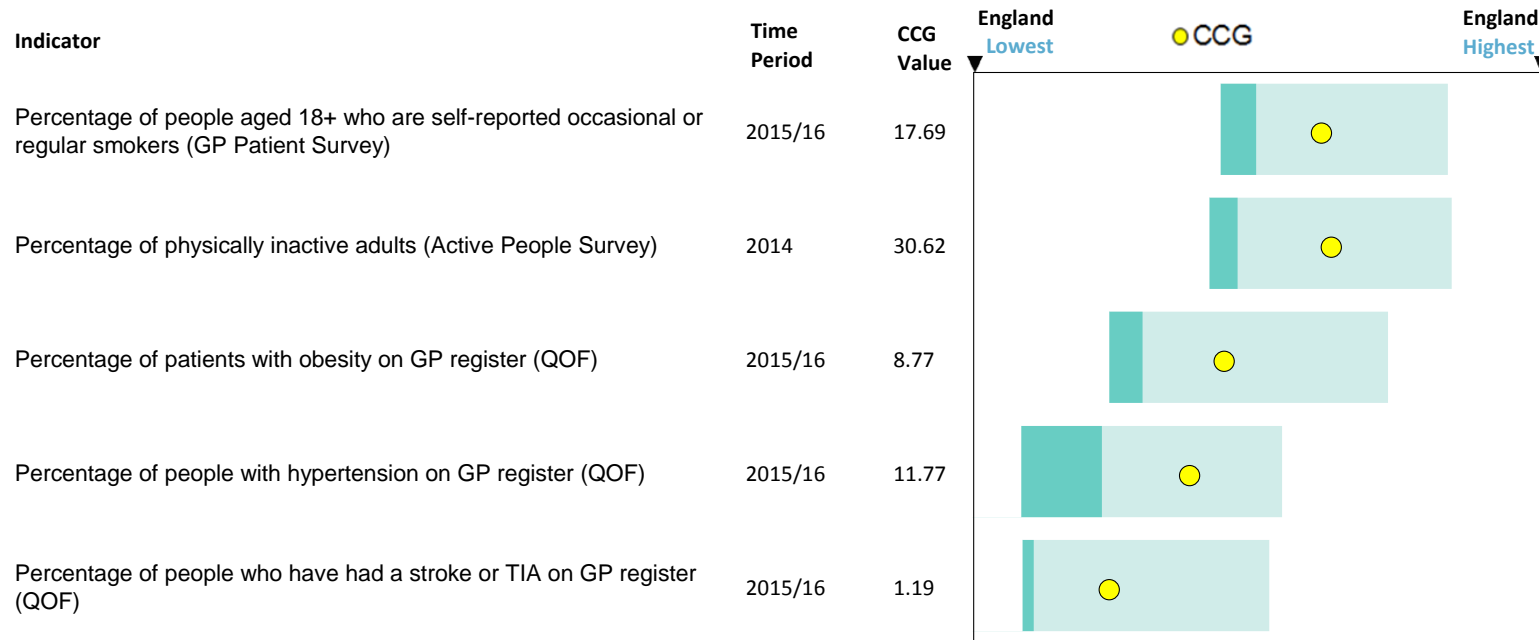 Indicator
Time Period
CCG Value
England Lowest
CCG
England Highest
Percentage of people aged 18+ who are self-reported occasional or
regular smokers (GP Patient Survey)
2015/16
17.69
Percentage of physically inactive adults (Active People Survey)
2014
30.62
Percentage of patients with obesity on GP register (QOF)
2015/16
8.77
Percentage of people with hypertension on GP register (QOF)
2015/16
11.77
Percentage of people who have had a stroke or TIA on GP register
(QOF)
2015/16
1.19